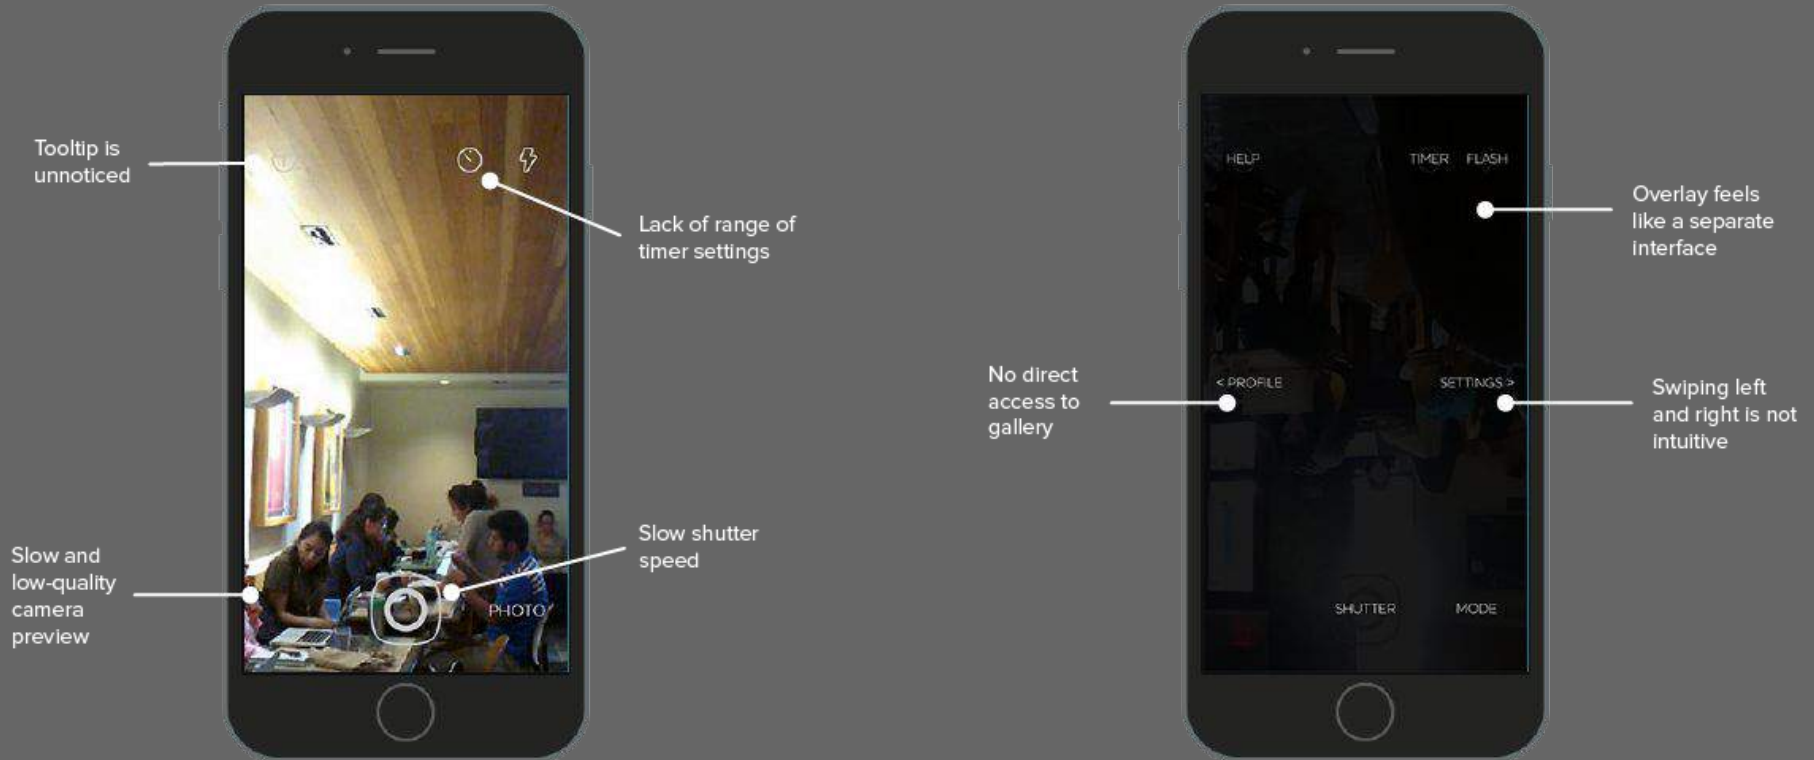 Tooltip is
unnoticed
Lack of range of
timer settings
Slow and
low-quality
camera
preview
Slow shutter
speed
PHOTO
HELP
TIMER FLASH
Overlay feels
like a separate
interface
No direct
access to
gallery
< PROFILE
SETTINGS >
Swiping left
and right is not
intuitive
SHUTTER
MODE